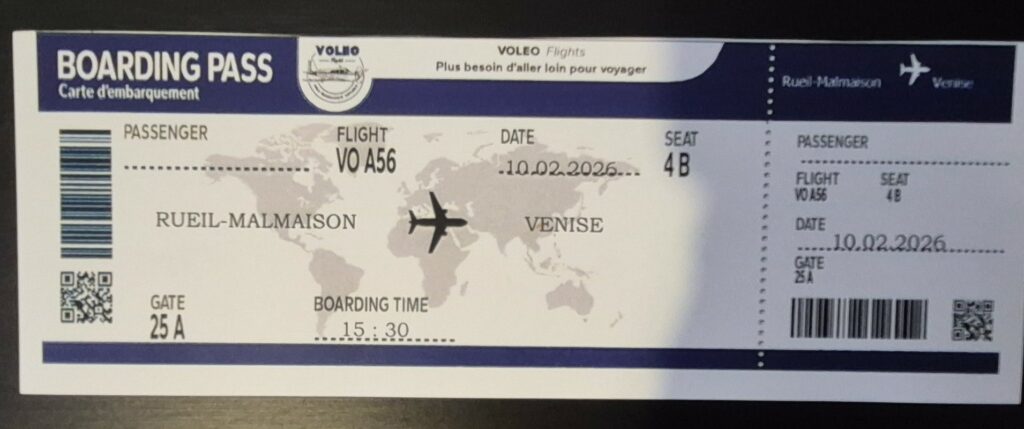 BOARDING PASS
Carte d'embarquement
VOLEO
VOLEO Flights
Plus besoin d'aller loin pour voyager
Rueil-Malmaison Venise
PASSENGER
FLIGHT
VO A56
DATE
10.02.2026
SEAT
4 B
RUEIL-MALMAISON VENISE
GATE
25 A
BOARDING TIME
15 : 30
PASSENGER
FLIGHT SEAT
VO A56 4 B
DATE
10.02.2026
GATE
25 A